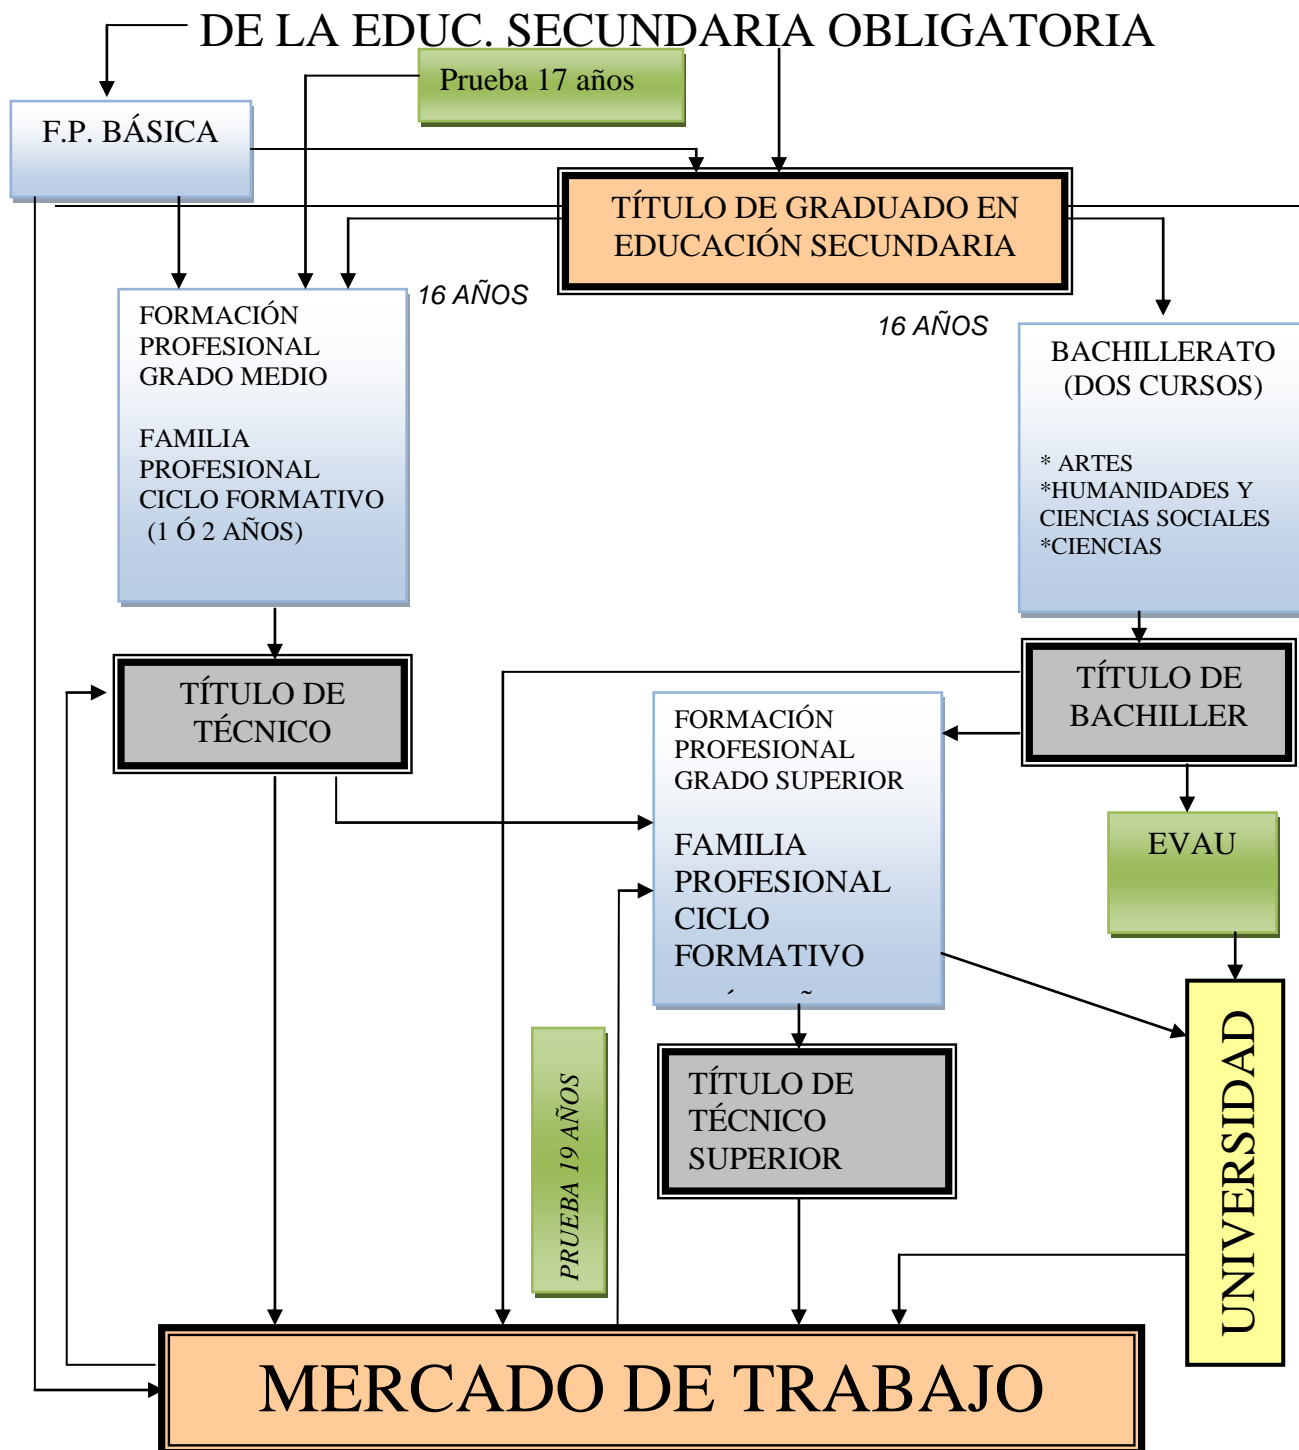 DE LA EDUC. SECUNDARIA OBLIGATORIA
Prueba 17 años
F.P. BÁSICA
TÍTULO DE GRADUADO EN
EDUCACIÓN SECUNDARIA
16 AÑOS
16 AÑOS
FORMACIÓN
PROFESIONAL
GRADO MEDIO
FAMILIA
PROFESIONAL
CICLO FORMATIVO
(1 Ó 2 AÑOS)
BACHILLERATO
(DOS CURSOS)
* ARTES
*HUMANIDADES Y
CIENCIAS SOCIALES
*CIENCIAS
TÍTULO DE
TÉCNICO
TÍTULO DE
BACHILLER
FORMACIÓN
PROFESIONAL
GRADO SUPERIOR
FAMILIA
PROFESIONAL
CICLO
FORMATIVO
EVAU
PRUEBA 19 AÑOS
TÍTULO DE
TÉCNICO
SUPERIOR
UNIVERSIDAD
MERCADO DE TRABAJO